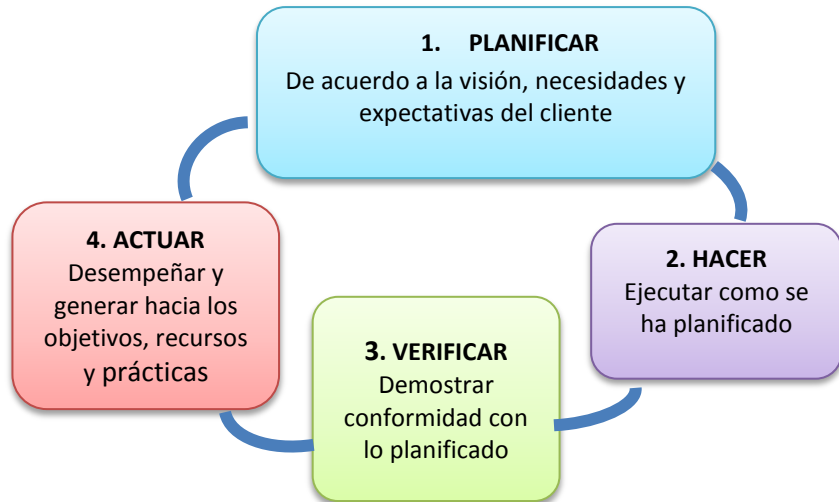 1. PLANIFICAR
De acuerdo a la visión, necesidades y
expectativas del cliente
2. HACER
Ejecutar como se
ha planificado
3. VERIFICAR
Demostrar
conformidad con
lo planificado
4. ACTUAR
Desempeñar y
generar hacia los
objetivos, recursos
y prácticas